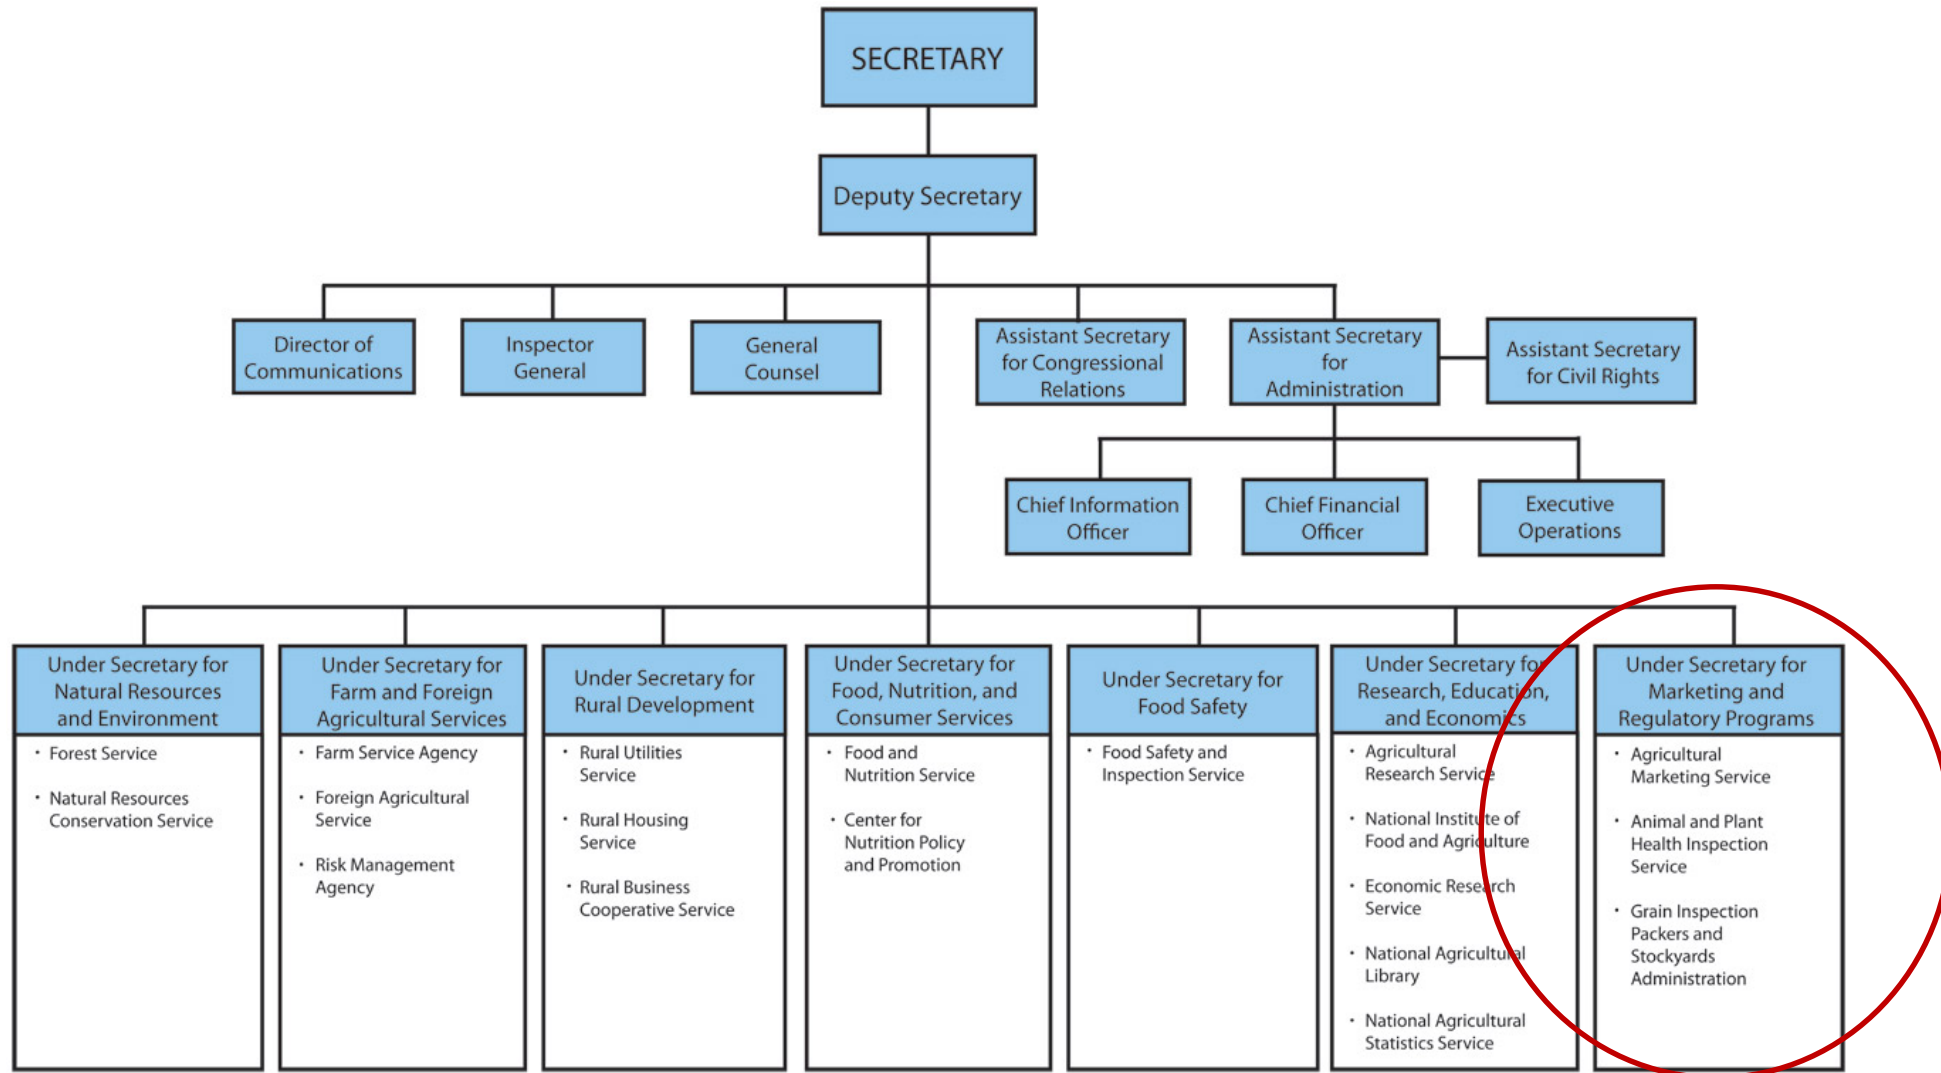 SECRETARY
Deputy Secretary
Director of
Communications
Inspector
General
General
Counsel
Assistant Secretary
for Congressional
Relations
Assistant Secretary
for
Administration
Assistant Secretary
for Civil Rights
Chief Information
Officer
Chief Financial
Officer
Executive
Operations
Under Secretary for
Natural Resources
and Environment
• Forest Service
• Natural Resources
Conservation Service
Under Secretary for
Farm and Foreign
Agricultural Services
• Farm Service Agency
• Foreign Agricultural
Service
• Risk Management
Agency
Under Secretary for
Rural Development
• Rural Utilities
Service
• Rural Housing
Service
• Rural Business
Cooperative Service
Under Secretary for
Food, Nutrition, and
Consumer Services
• Food and
Nutrition Service
• Center for
Nutrition Policy
and Promotion
Under Secretary for
Food Safety
• Food Safety and
Inspection Service
Under Secretary for
Research, Education,
and Economics
• Agricultural
Research Service
• National Institute of
Food and Agriculture
• Economic Research
Service
• National Agricultural
Library
• National Agricultural
Statistics Service
Under Secretary for
Marketing and
Regulatory Programs
• Agricultural
Marketing Service
• Animal and Plant
Health Inspection
Service
• Grain Inspection
Packers and
Stockyards
Administration